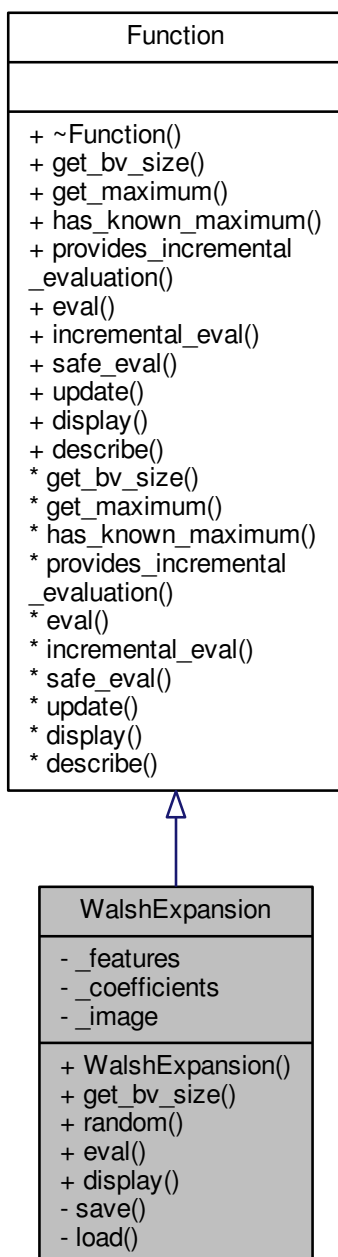 Function
+ ~Function()
+ get_bv_size()
+ get_maximum()
+ has_known_maximum()
+ provides_incremental
_evaluation()
+ eval()
+ incremental_eval()
+ safe_eval()
+ update()
+ display()
+ describe()
* get_bv_size()
* get_maximum()
* has_known_maximum()
* provides_incremental
_evaluation()
* eval()
* incremental_eval()
* safe_eval()
* update()
* display()
* describe()
WalshExpansion
- _features
- _coefficients
- _image
+ WalshExpansion()
+ get_bv_size()
+ random()
+ eval()
+ display()
- save()
- load()